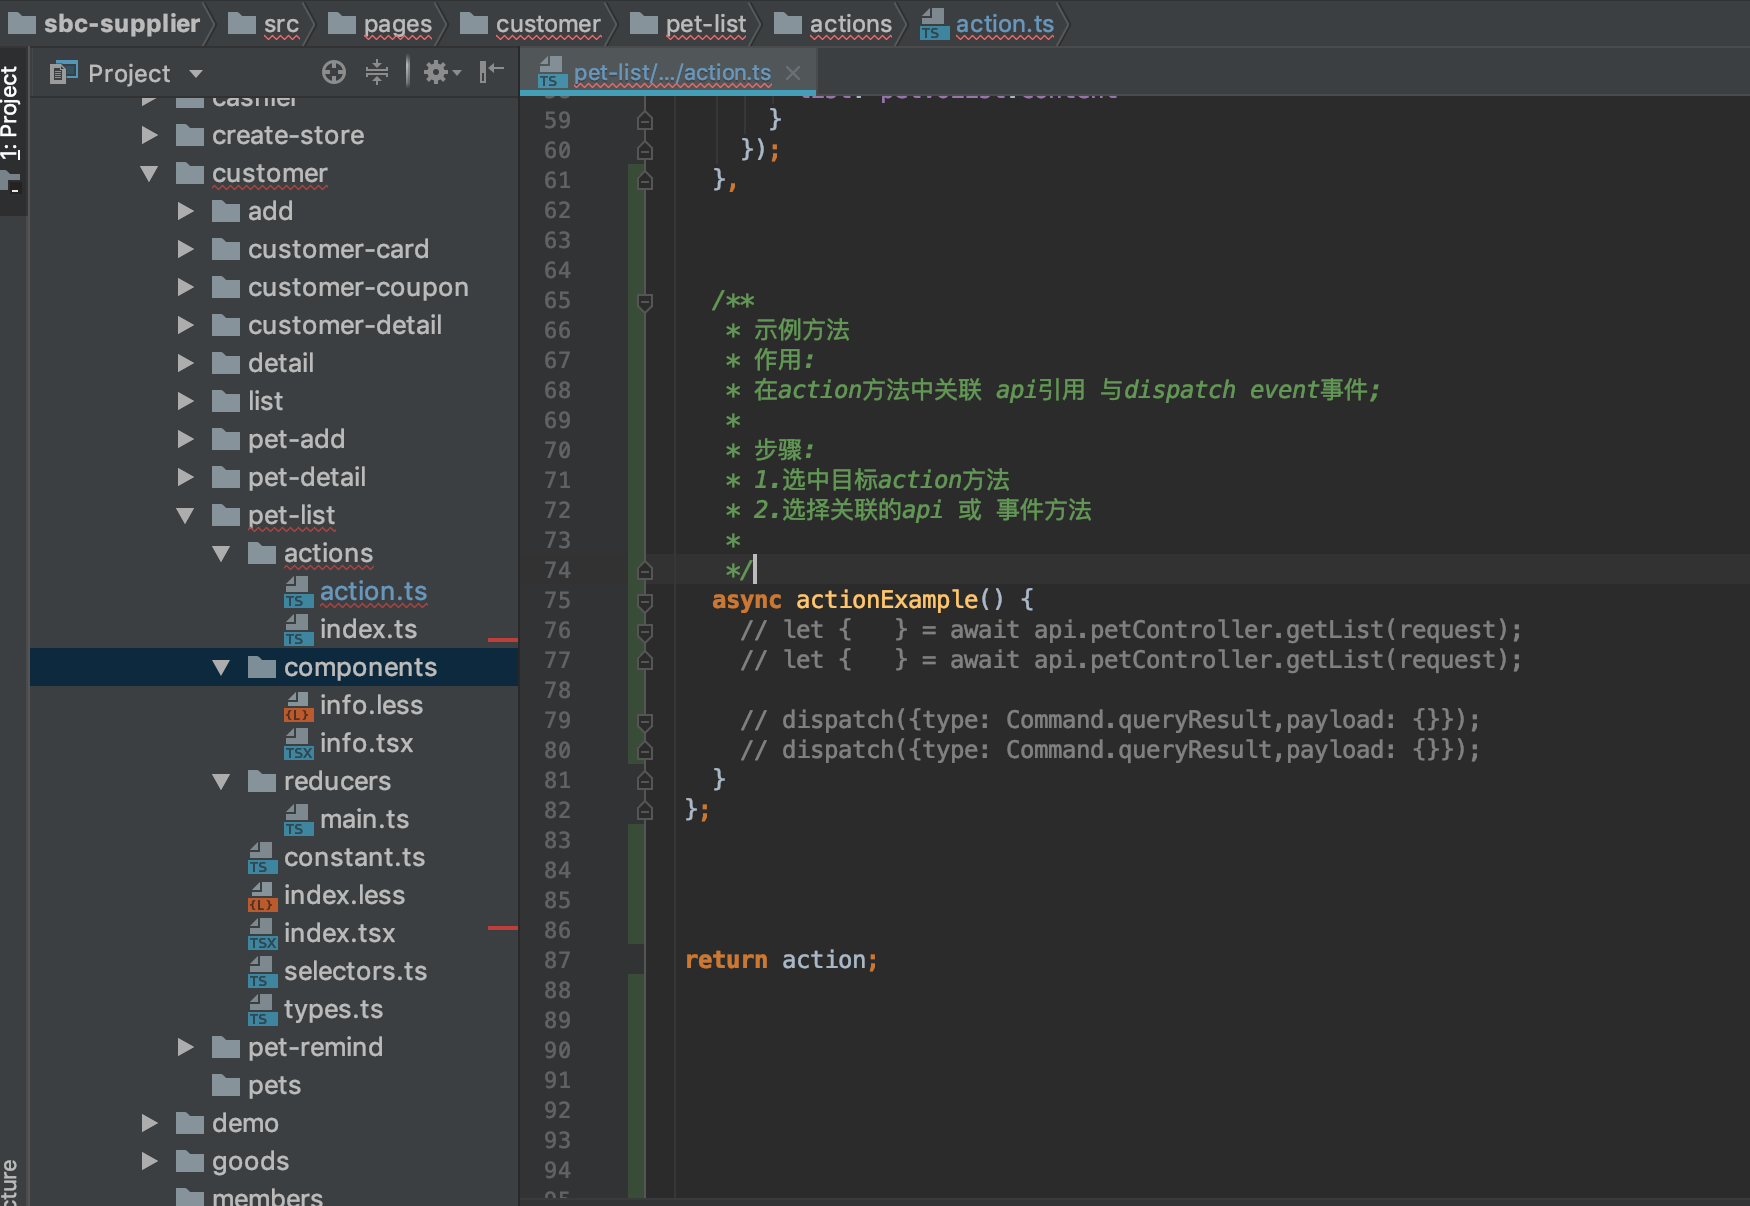 sbc-supplier src pages customer pet-list actions action.ts
1: Project
Project
pet-list/.../action.ts
cashier
create-store
customer
add
customer-card
customer-coupon
customer-detail
detail
list
pet-add
pet-detail
pet-list
actions
action.ts
index.ts
components
info.less
info.tsx
reducers
main.ts
constant.ts
index.less
index.tsx
selectors.ts
types.ts
pet-remind
pets
demo
goods
members
59 }
60 });
61 },
62
63
64
65 /**
66 * 示例方法
67 * 作用:
68 * 在action方法中关联 api引用 与dispatch event事件;
69 *
70 * 步骤:
71 * 1.选中目标action方法
72 * 2.选择关联的api 或 事件方法
73 *
74 */
75 async actionExample() {
76 // let {   } = await api.petController.getList(request);
77 // let {   } = await api.petController.getList(request);
78
79 // dispatch({type: Command.queryResult,payload: {}});
80 // dispatch({type: Command.queryResult,payload: {}});
81 }
82 };
83
84
85
86
87 return action;
88
89
90
91
92
93
94
95